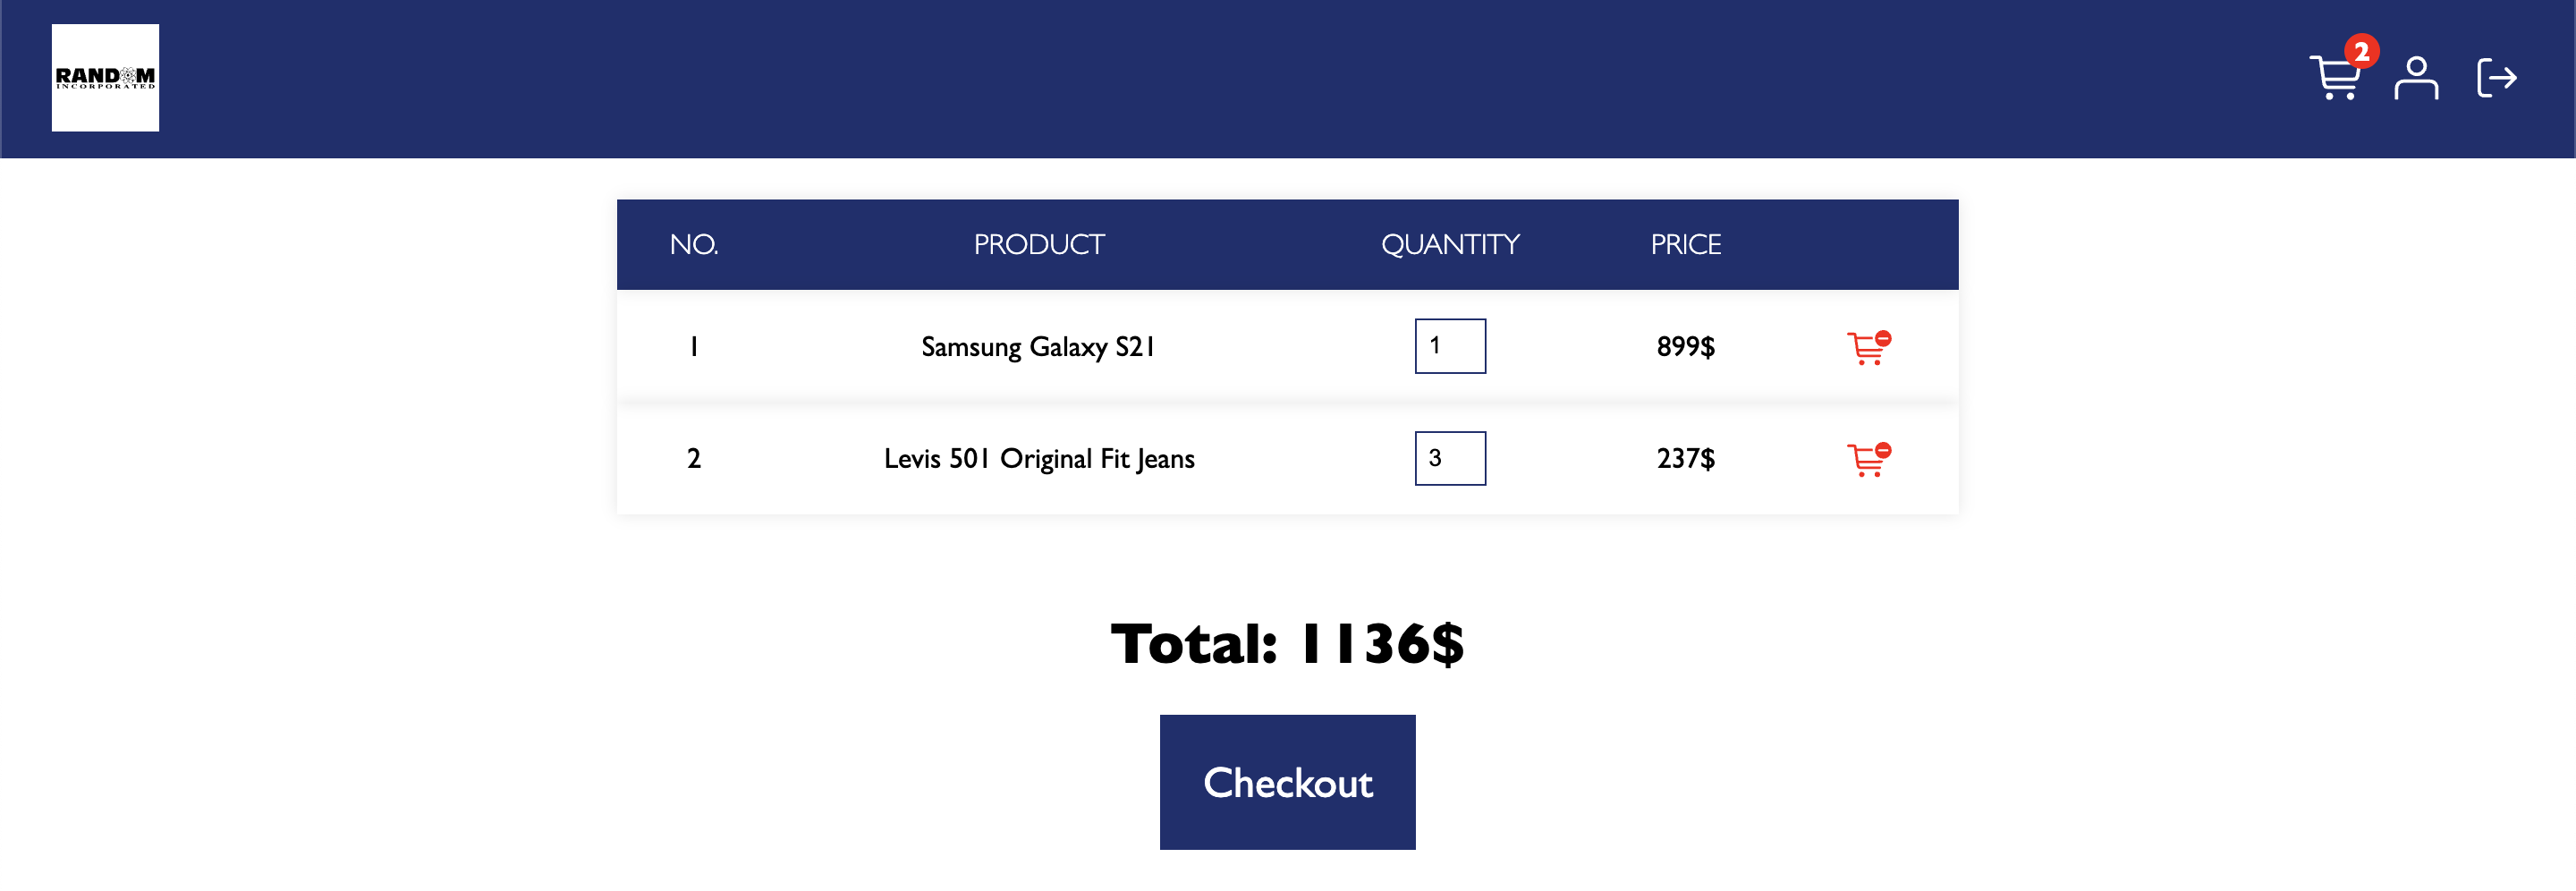 RANDOM
INCORPORATED
2
NO. PRODUCT QUANTITY PRICE
1 Samsung Galaxy S21 1 899$
2 Levis 501 Original Fit Jeans 3 237$
Total: 1136$
Checkout